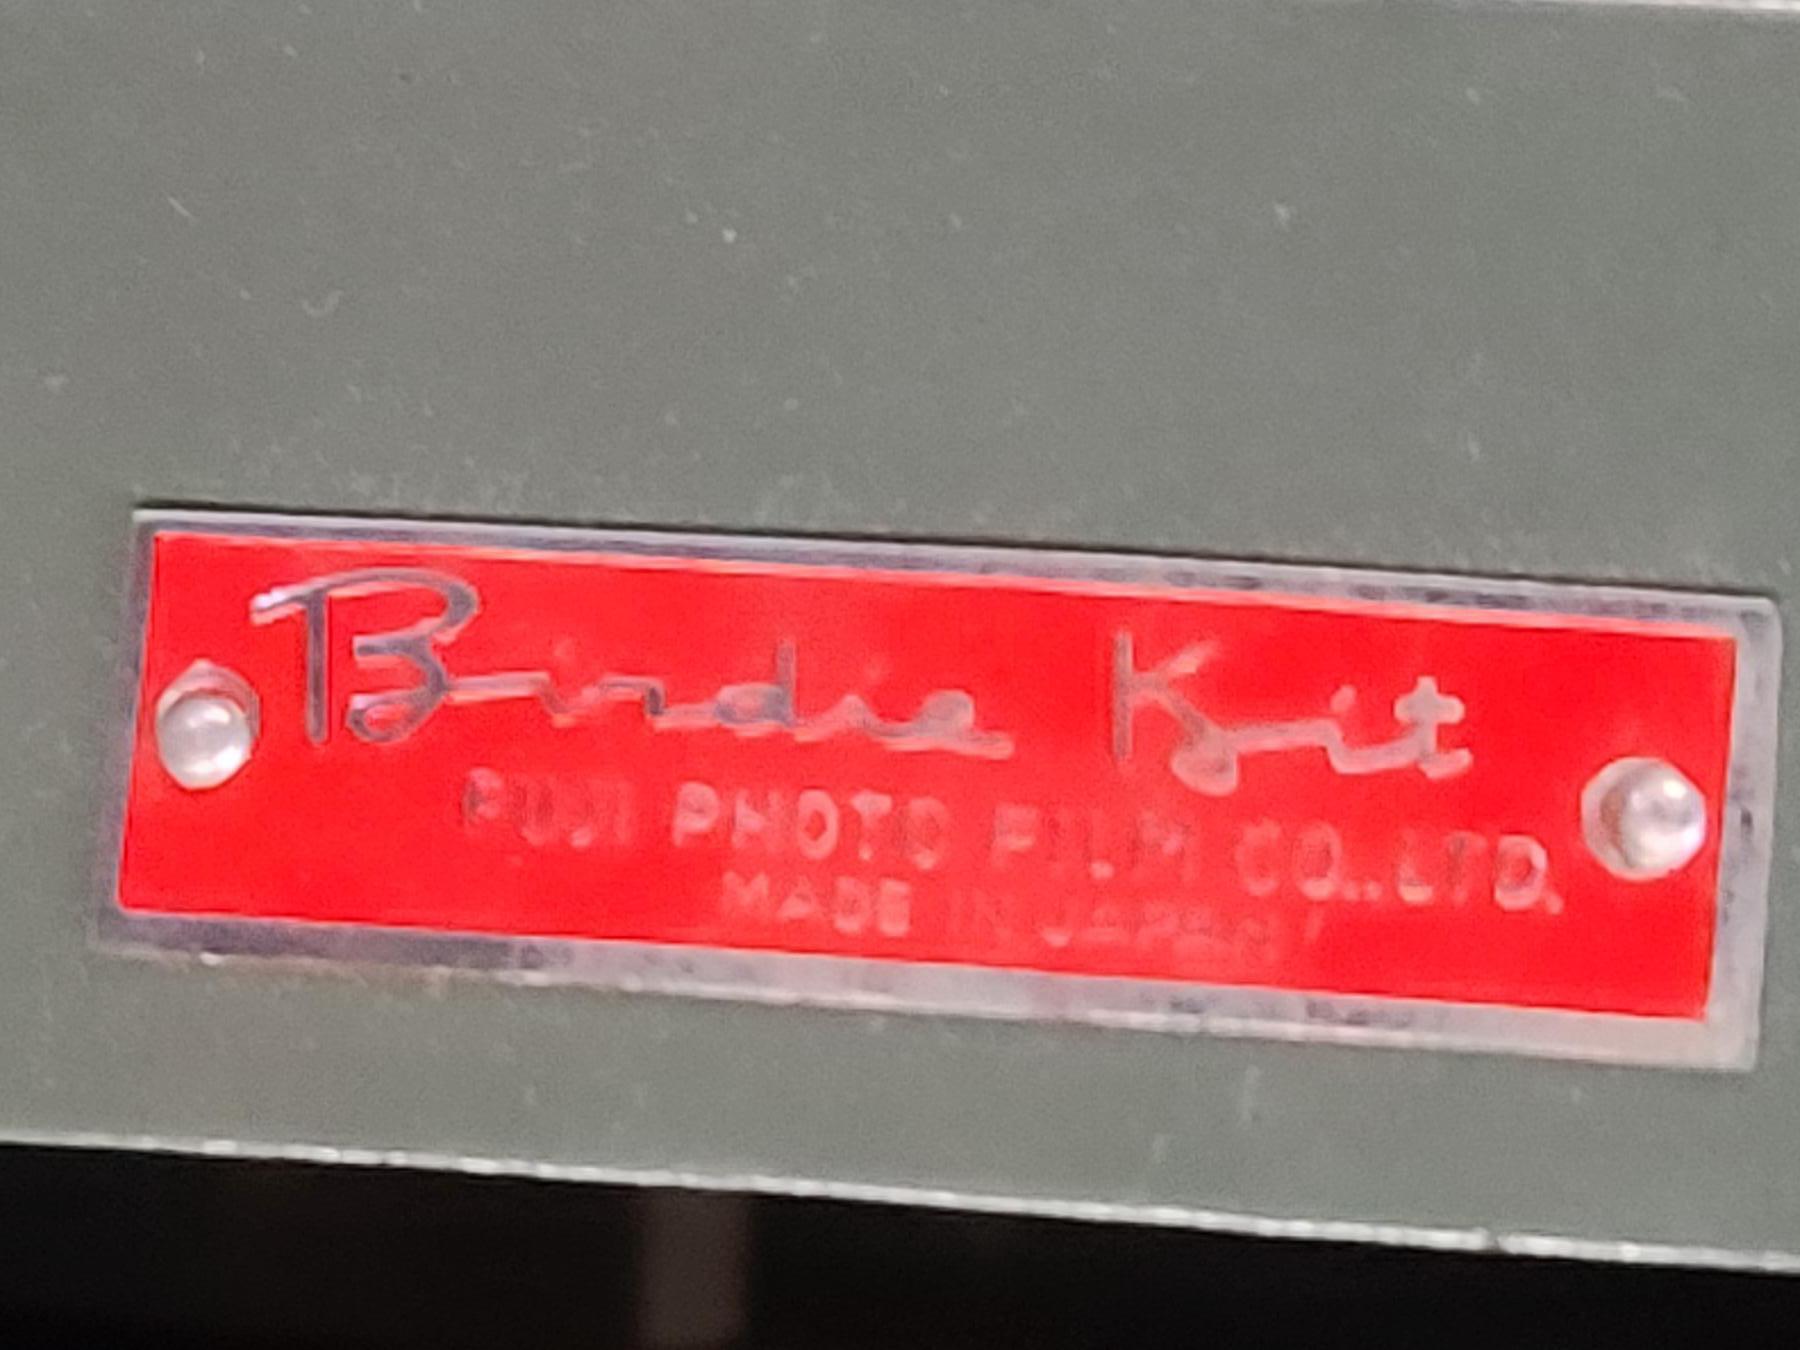 Birdie Kit
FUJI PHOTO FILM CO., LTD.
MADE IN JAPAN